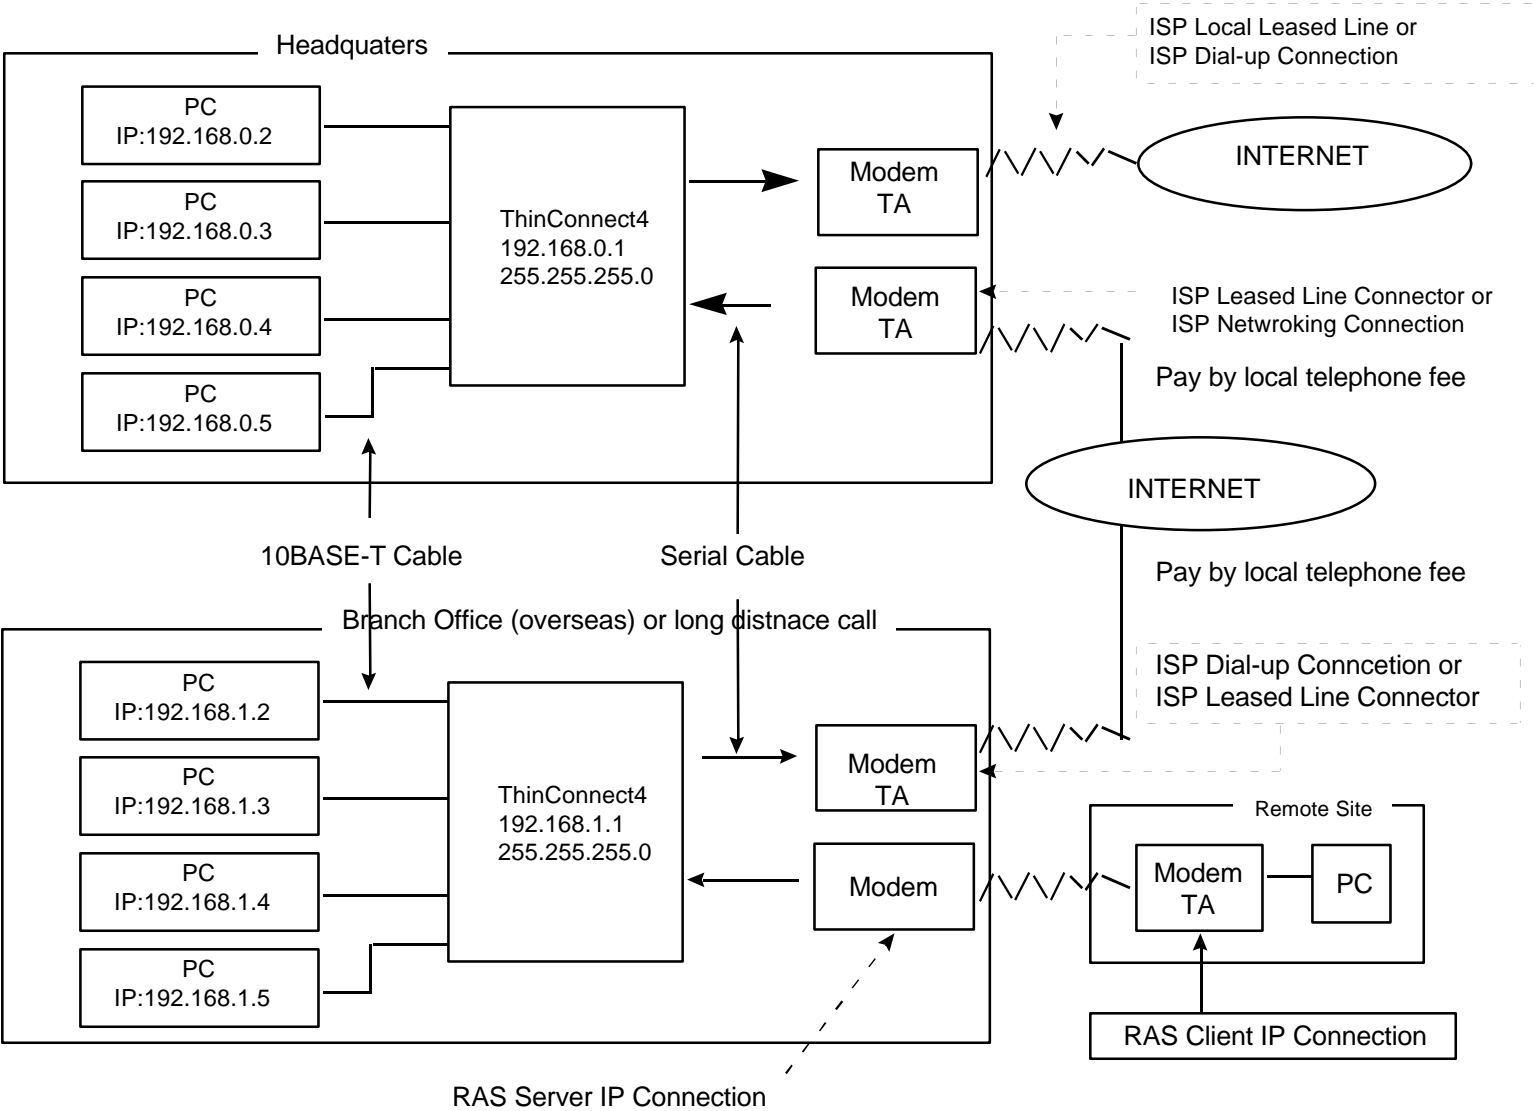 ISP Local Leased Line or
ISP Dial-up Connection
Headquaters
PC
IP:192.168.0.2
PC
IP:192.168.0.3
PC
IP:192.168.0.4
PC
IP:192.168.0.5
ThinConnect4
192.168.0.1
255.255.255.0
Modem
TA
Modem
TA
INTERNET
ISP Leased Line Connector or
ISP Netwroking Connection
Pay by local telephone fee
INTERNET
Pay by local telephone fee
10BASE-T Cable
Serial Cable
Branch Office (overseas) or long distnace call
PC
IP:192.168.1.2
PC
IP:192.168.1.3
PC
IP:192.168.1.4
PC
IP:192.168.1.5
ThinConnect4
192.168.1.1
255.255.255.0
Modem
TA
Modem
ISP Dial-up Conncetion or
ISP Leased Line Connector
Remote Site
Modem
TA
PC
RAS Client IP Connection
RAS Server IP Connection